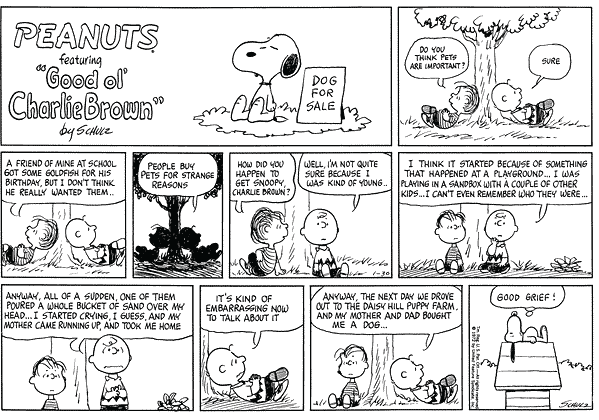 PEANUTS
featuring
"Good ol'
CharlieBrown"
by SCHULZ
DOG
FOR
SALE
DO YOU
THINK PETS
ARE IMPORTANT?
SURE
A FRIEND OF MINE AT SCHOOL
GOT SOME GOLDFISH FOR HIS
BIRTHDAY, BUT I DON'T THINK
HE REALLY WANTED THEM..
PEOPLE BUY
PETS FOR STRANGE
REASONS
HOW DID YOU
HAPPEN TO
GET SNOOPY,
CHARLIE BROWN?
WELL, I'M NOT QUITE
SURE BECAUSE I
WAS KIND OF YOUNG..
1-30
I THINK IT STARTED BECAUSE OF SOMETHING
THAT HAPPENED AT A PLAYGROUND... I WAS
PLAYING IN A SANDBOX WITH A COUPLE OF OTHER
KIDS...I CAN'T EVEN REMEMBER WHO THEY WERE...
ANYWAY, ALL OF A SUDDEN, ONE OF THEM
POURED A WHOLE BUCKET OF SAND OVER MY
HEAD... I STARTED CRYING, I GUESS, AND MY
MOTHER CAME RUNNING UP, AND TOOK ME HOME
IT'S KIND OF
EMBARRASSING NOW
TO TALK ABOUT IT
ANYWAY, THE NEXT DAY WE DROVE
OUT TO THE DAISY HILL PUPPY FARM,
AND MY MOTHER AND DAD BOUGHT
ME A DOG...
GOOD GRIEF!
SCHULZ